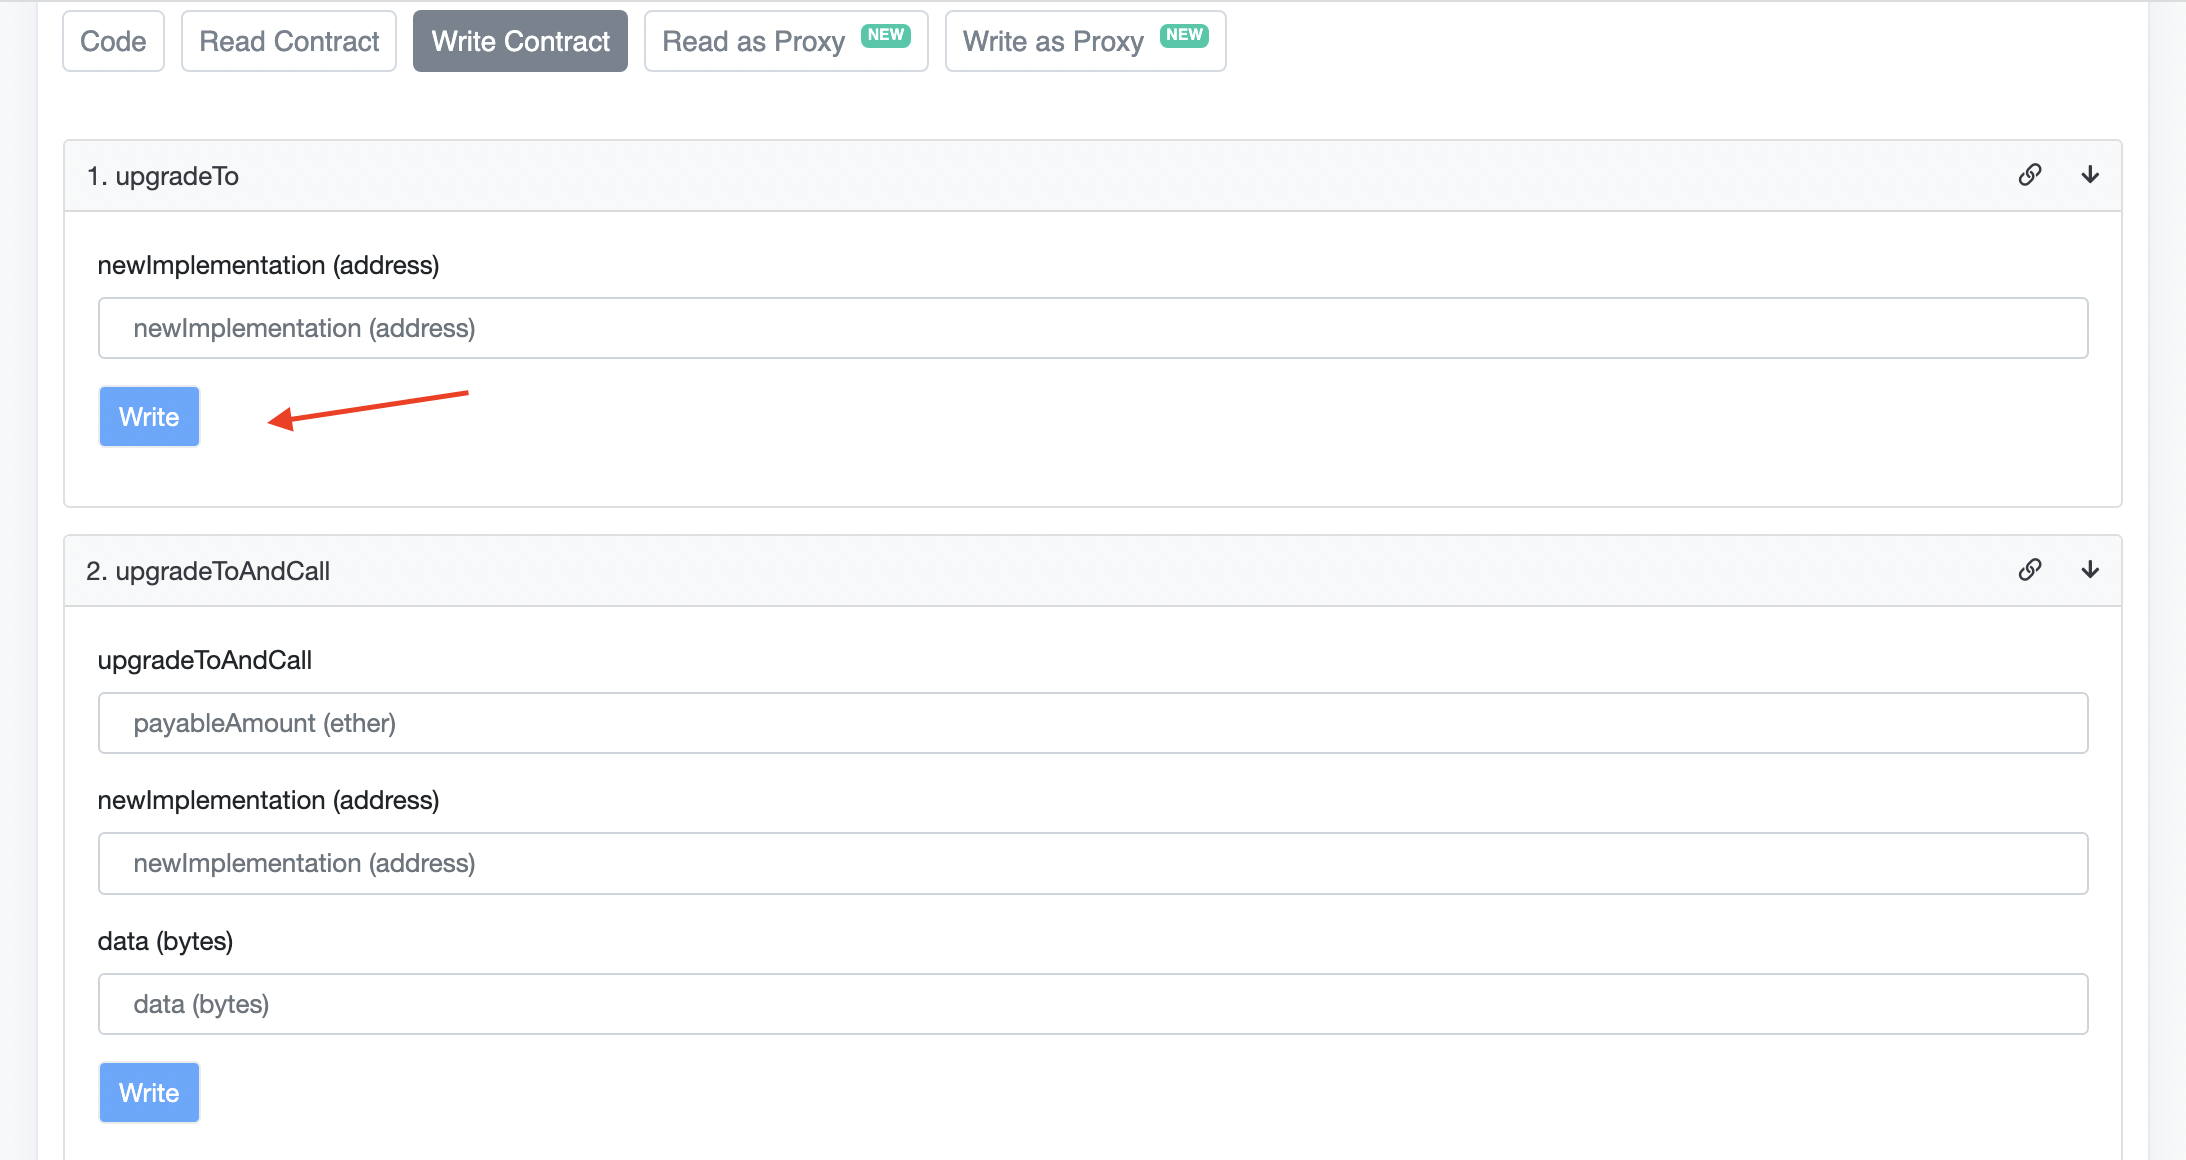 Code Read Contract Write Contract Read as Proxy NEW Write as Proxy NEW
1. upgradeTo
newImplementation (address)
newImplementation (address)
Write
2. upgradeToAndCall
upgradeToAndCall
payableAmount (ether)
newImplementation (address)
newImplementation (address)
data (bytes)
data (bytes)
Write